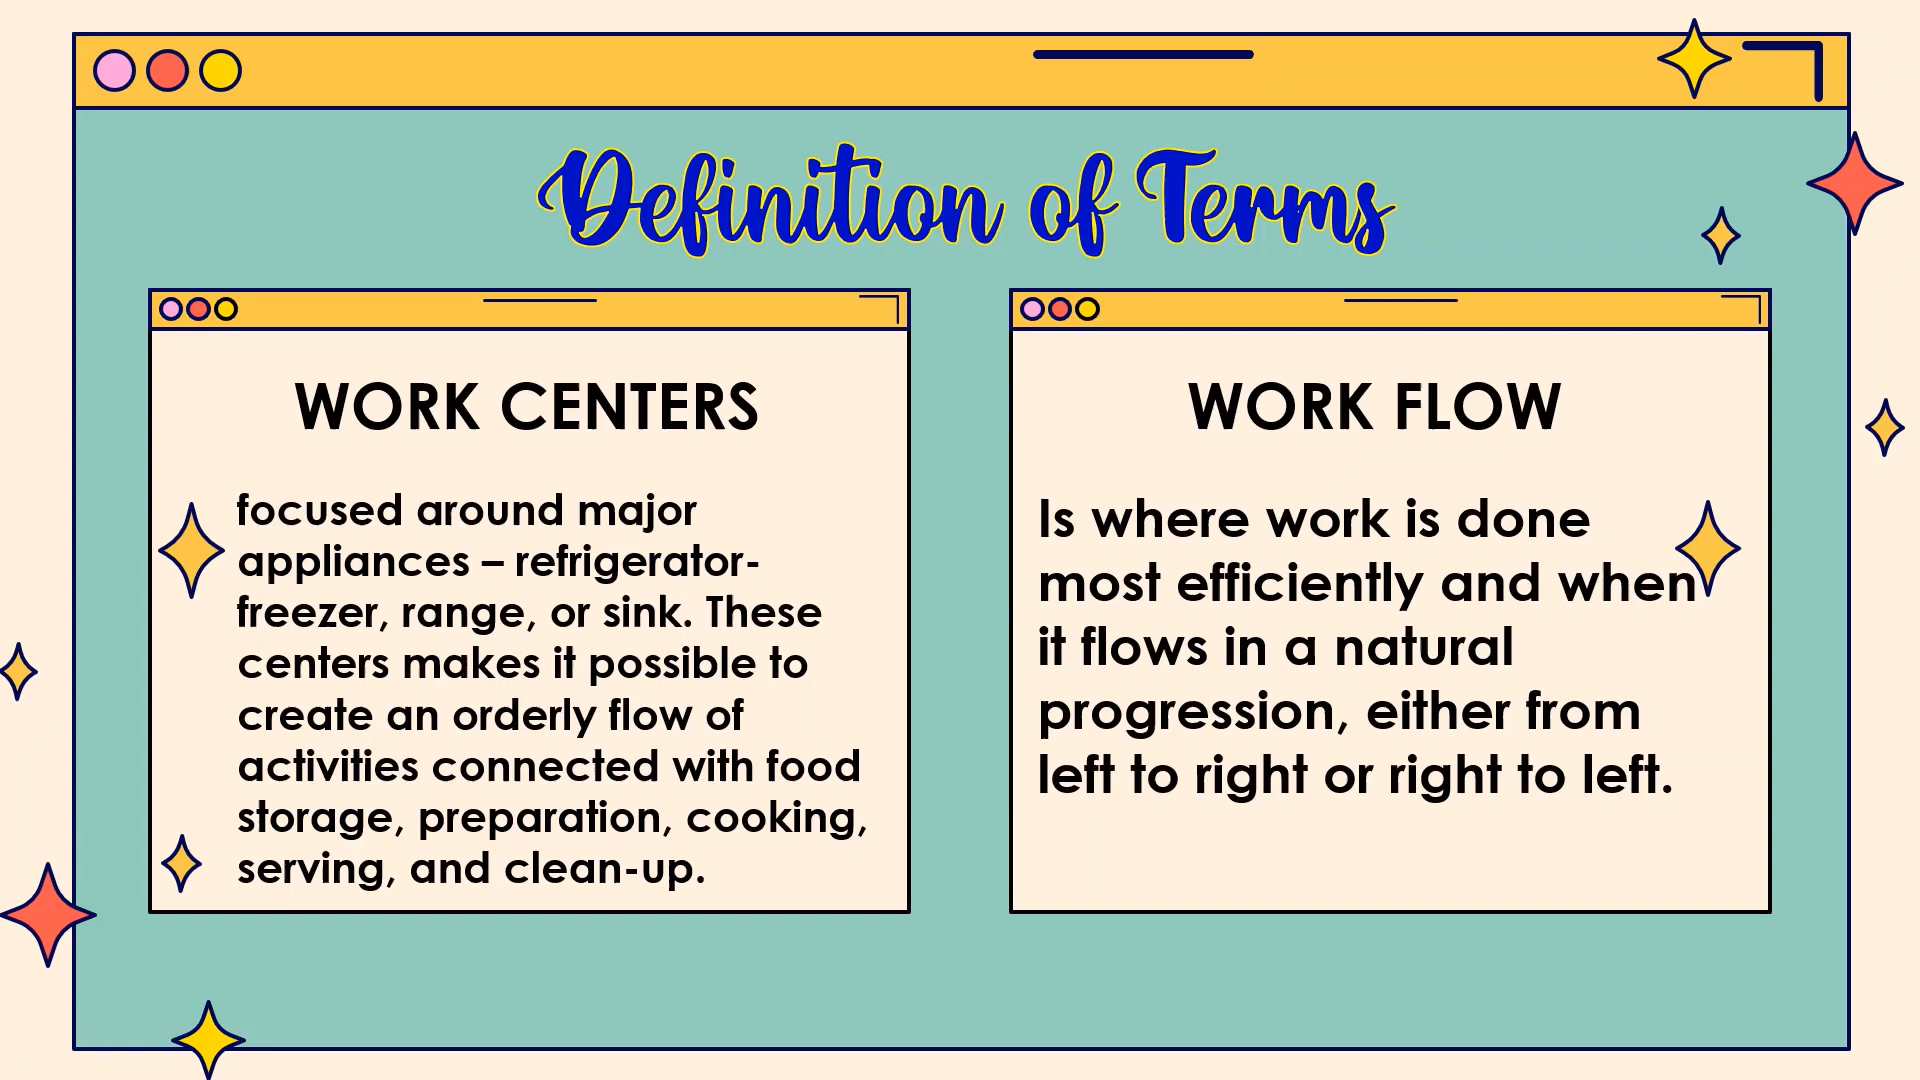 Definition of Terms
WORK CENTERS
focused around major
appliances – refrigerator-
freezer, range, or sink. These
centers makes it possible to
create an orderly flow of
activities connected with food
storage, preparation, cooking,
serving, and clean-up.
WORK FLOW
Is where work is done
most efficiently and when
it flows in a natural
progression, either from
left to right or right to left.